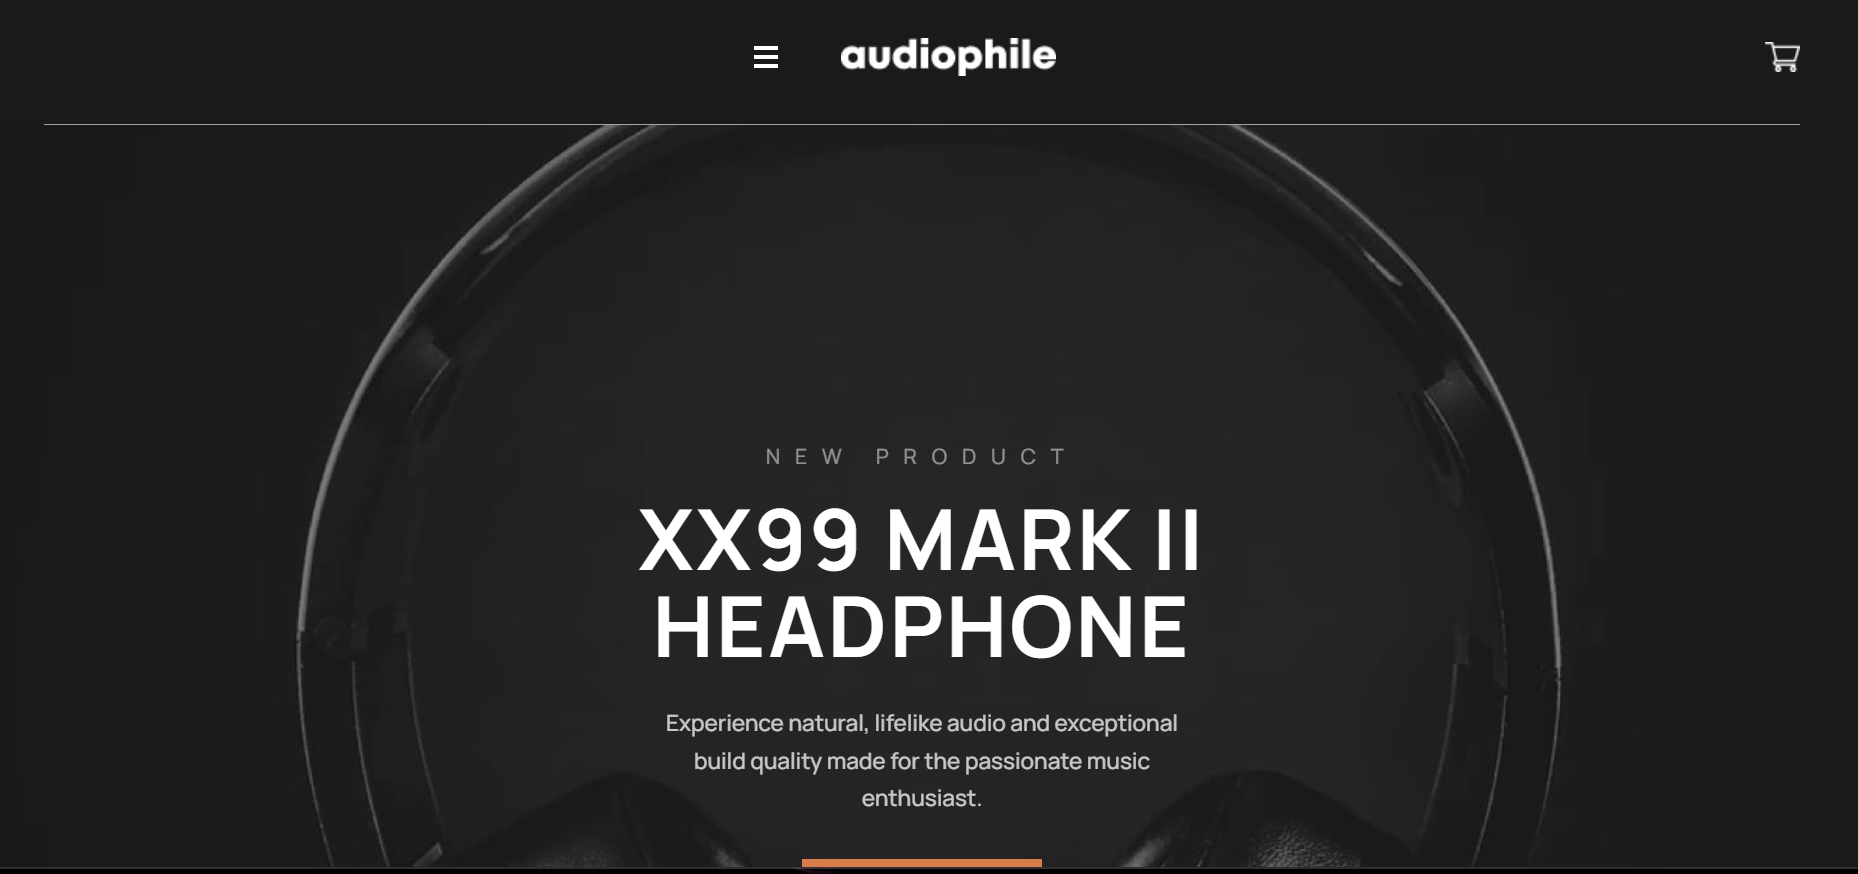 audiophile
NEW PRODUCT
XX99 MARK II
HEADPHONE
Experience natural, lifelike audio and exceptional
build quality made for the passionate music
enthusiast.